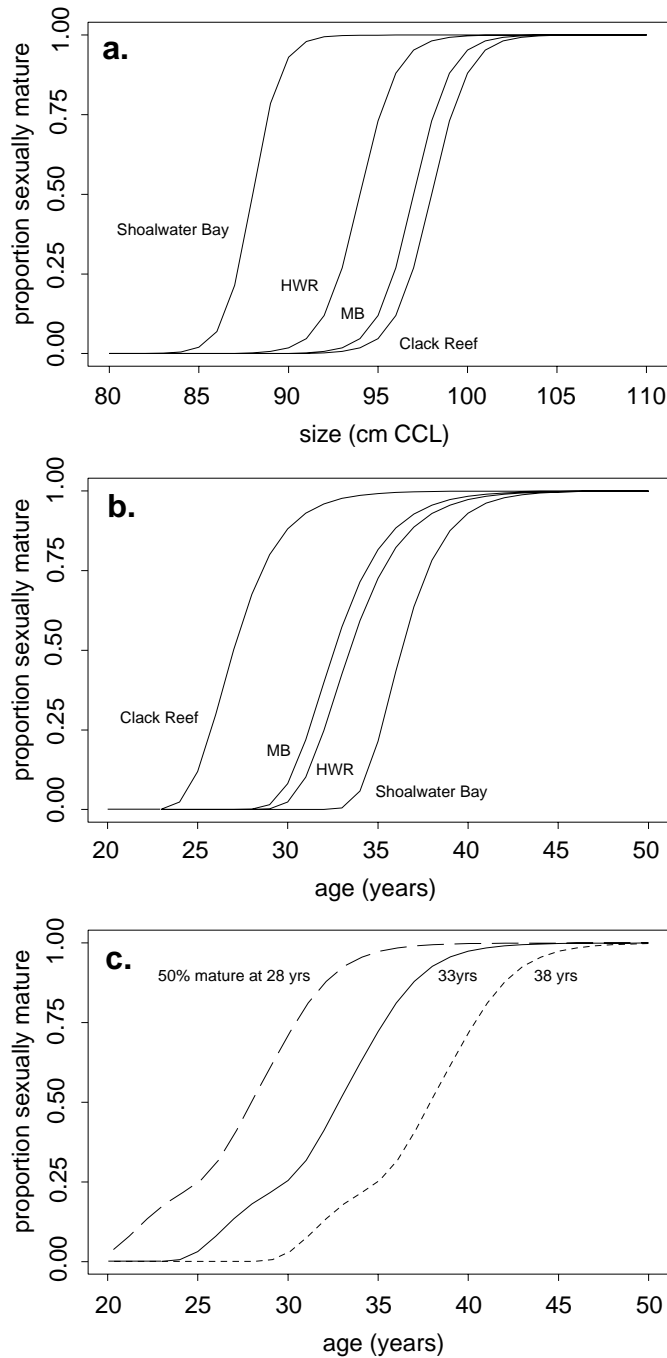 a.
proportion sexually mature
1.00
0.75
0.50
0.25
0.00
Shoalwater Bay
HWR
MB
Clack Reef
80 85 90 95 100 105 110
size (cm CCL)
b.
proportion sexually mature
1.00
0.75
0.50
0.25
0.00
Clack Reef
MB
HWR
Shoalwater Bay
20 25 30 35 40 45 50
age (years)
c.
proportion sexually mature
1.00
0.75
0.50
0.25
0.00
50% mature at 28 yrs 33yrs 38 yrs
20 25 30 35 40 45 50
age (years)